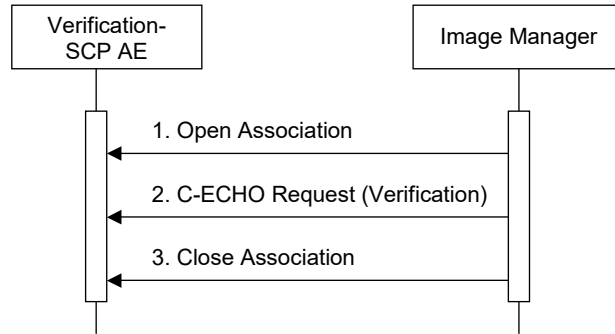 Verification-
SCP AE
Image Manager
1. Open Association
2. C-ECHO Request (Verification)
3. Close Association